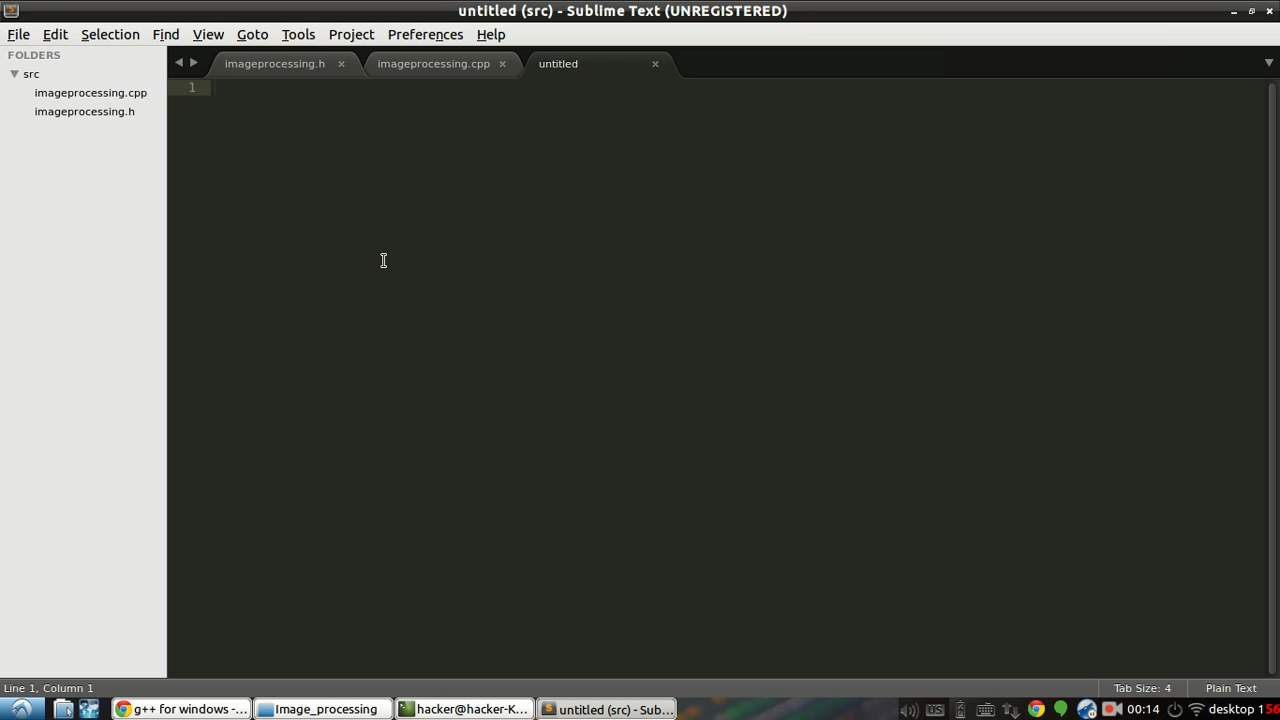 untitled (src) - Sublime Text (UNREGISTERED)
File Edit Selection Find View Goto Tools Project Preferences Help
FOLDERS
src
imageprocessing.cpp
imageprocessing.h
imageprocessing.h × imageprocessing.cpp × untitled ×
1
Line 1, Column 1
Tab Size: 4 Plain Text
g++ for windows -... Image_processing hacker@hacker-K... untitled (src) - Sub... US 00:14 desktop 1 56